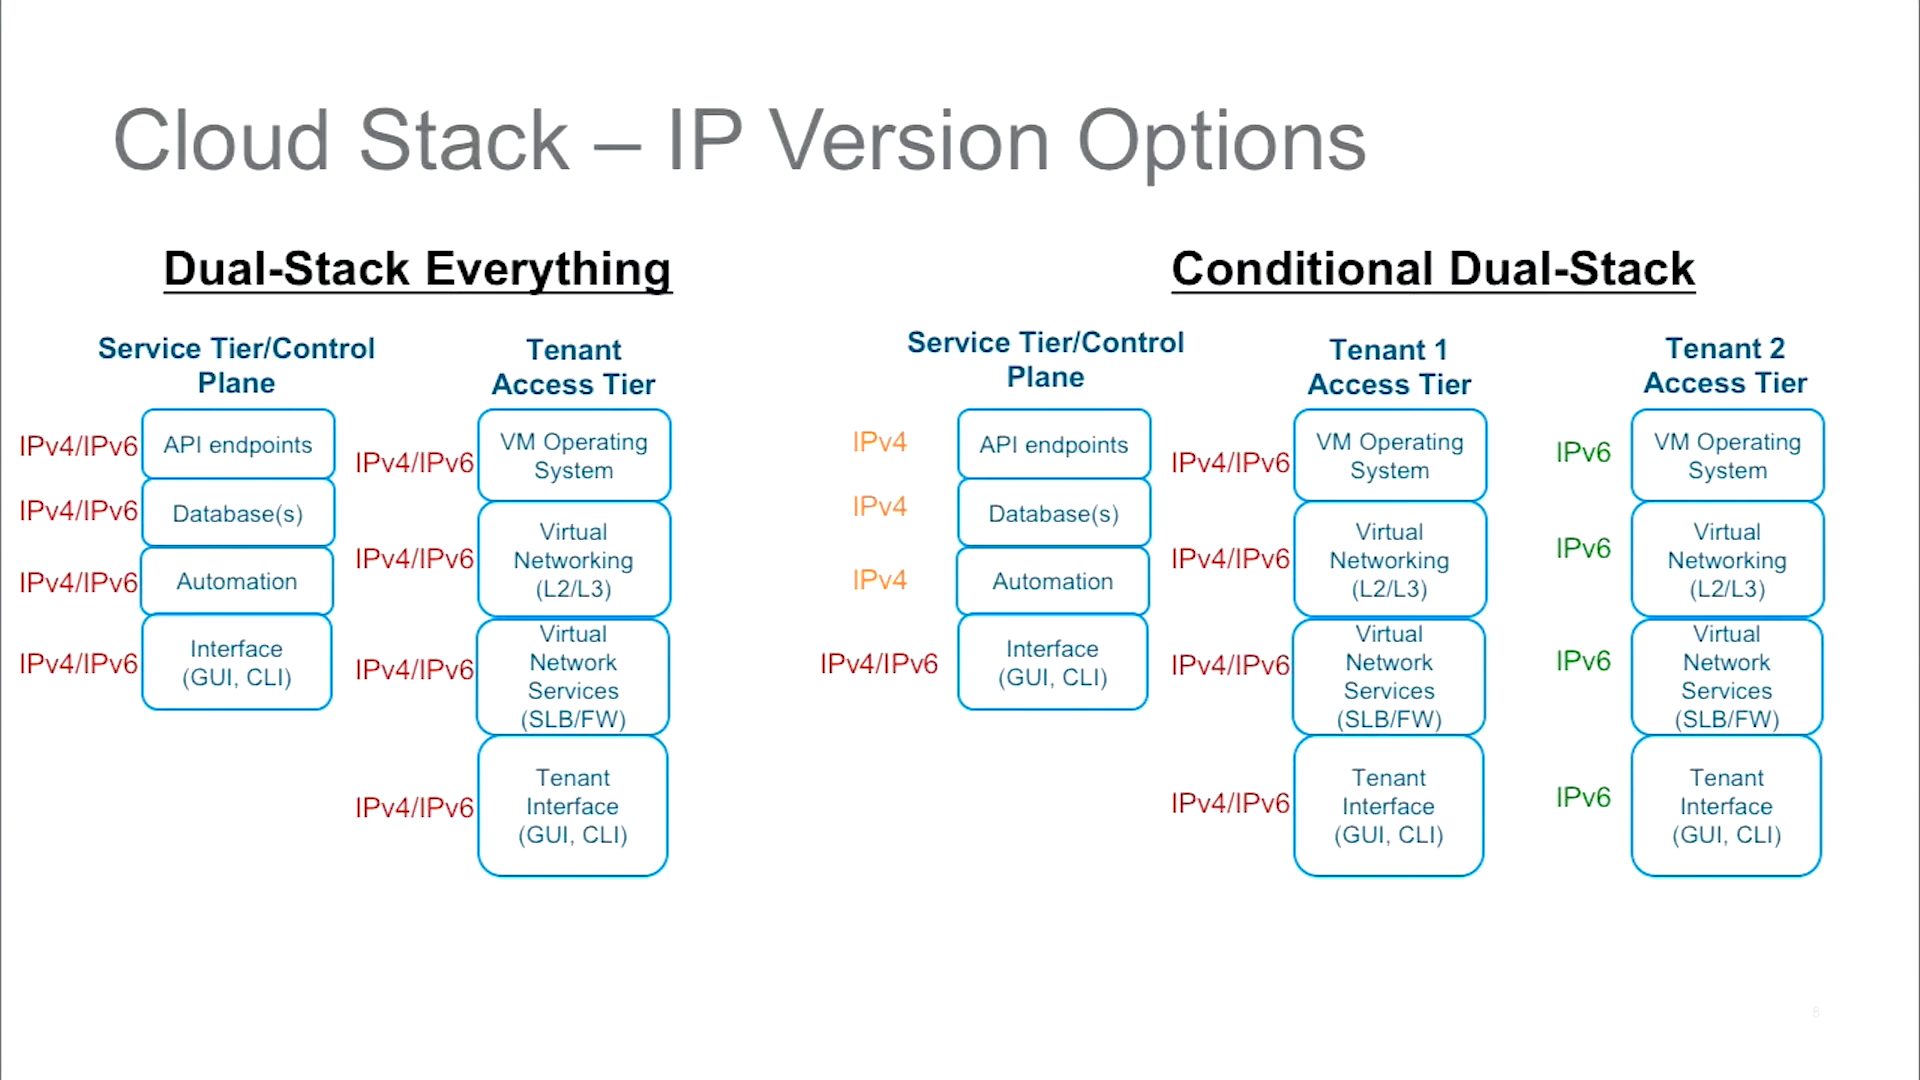 Cloud Stack – IP Version Options
Dual-Stack Everything
Service Tier/Control
Plane
IPv4/IPv6
API endpoints
IPv4/IPv6
Database(s)
IPv4/IPv6
Automation
IPv4/IPv6
Interface
(GUI, CLI)
Tenant
Access Tier
IPv4/IPv6
VM Operating
System
IPv4/IPv6
Virtual
Networking
(L2/L3)
IPv4/IPv6
Virtual
Network
Services
(SLB/FW)
IPv4/IPv6
Tenant
Interface
(GUI, CLI)
Conditional Dual-Stack
Service Tier/Control
Plane
IPv4
API endpoints
IPv4
Database(s)
IPv4
Automation
IPv4/IPv6
Interface
(GUI, CLI)
Tenant 1
Access Tier
IPv4/IPv6
VM Operating
System
IPv4/IPv6
Virtual
Networking
(L2/L3)
IPv4/IPv6
Virtual
Network
Services
(SLB/FW)
IPv4/IPv6
Tenant
Interface
(GUI, CLI)
Tenant 2
Access Tier
IPv6
VM Operating
System
IPv6
Virtual
Networking
(L2/L3)
IPv6
Virtual
Network
Services
(SLB/FW)
IPv6
Tenant
Interface
(GUI, CLI)
8